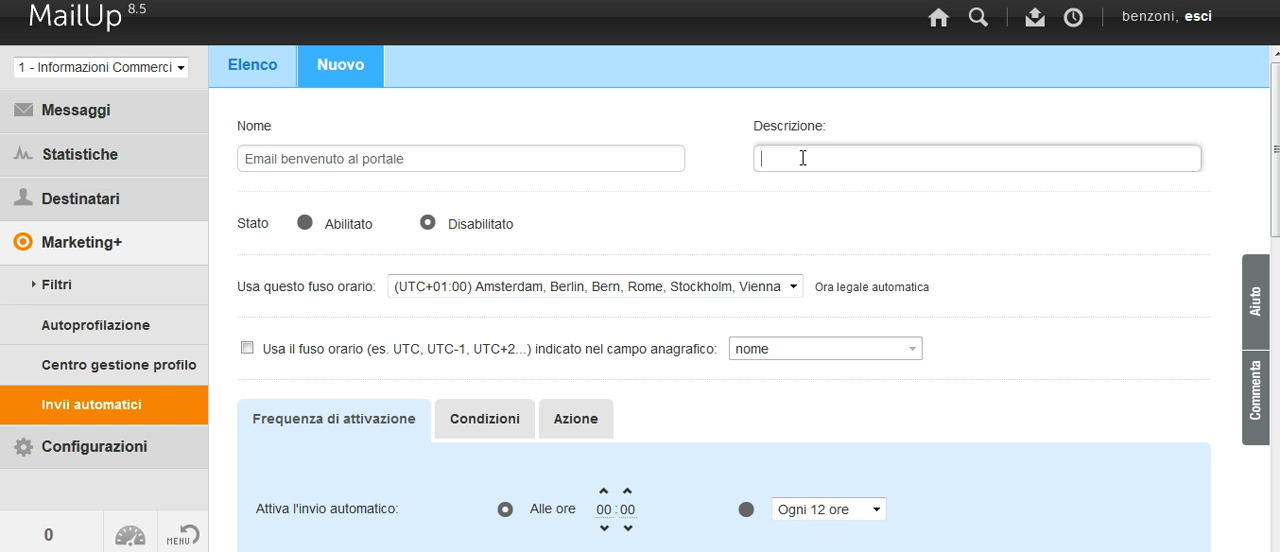 MailUp 8.5
benzoni, esci
1 - Informazioni Commerci
Messaggi
Statistiche
Destinatari
Marketing+
Filtri
Autoprofilazione
Centro gestione profilo
Invii automatici
Configurazioni
0
MENU
Elenco
Nuovo
Nome
Descrizione:
Email benvenuto al portale
Stato
Abilitato
Disabilitato
Usa questo fuso orario:
(UTC+01:00) Amsterdam, Berlin, Bern, Rome, Stockholm, Vienna
Ora legale automatica
Usa il fuso orario (es. UTC, UTC-1, UTC+2...) indicato nel campo anagrafico:
nome
Frequenza di attivazione
Condizioni
Azione
Attiva l'invio automatico:
Alle ore
00 : 00
Ogni 12 ore
Aiuto
Commenta